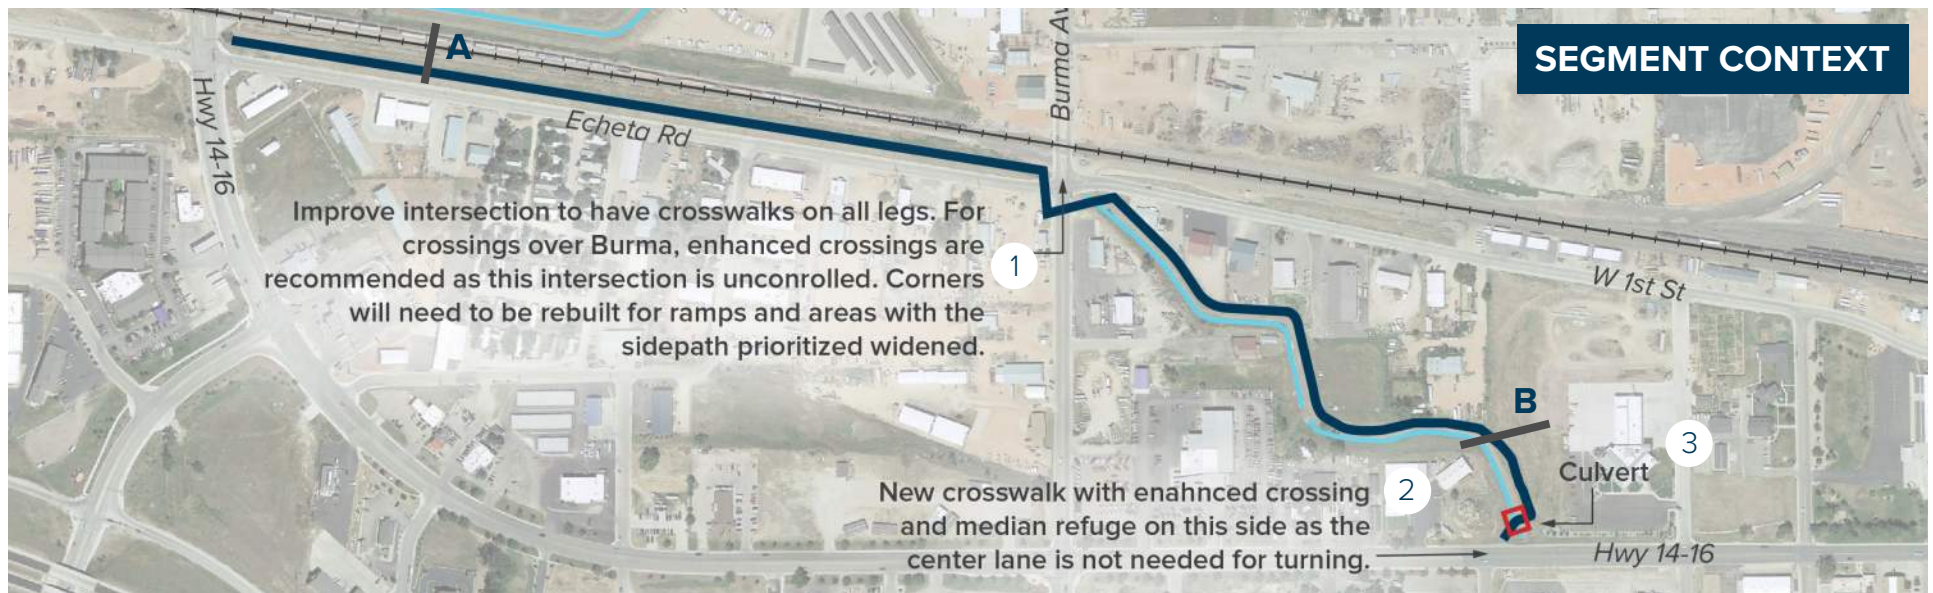 SEGMENT CONTEXT
A
Burma Av
Hwy 14-16
Echeta Rd
Improve intersection to have crosswalks on all legs. For
crossings over Burma, enhanced crossings are
recommended as this intersection is unconrolled. Corners
will need to be rebuilt for ramps and areas with the
sidepath prioritized widened.
1
W 1st St
B
3
Culvert
2
New crosswalk with enahnced crossing
and median refuge on this side as the
center lane is not needed for turning.
Hwy 14-16